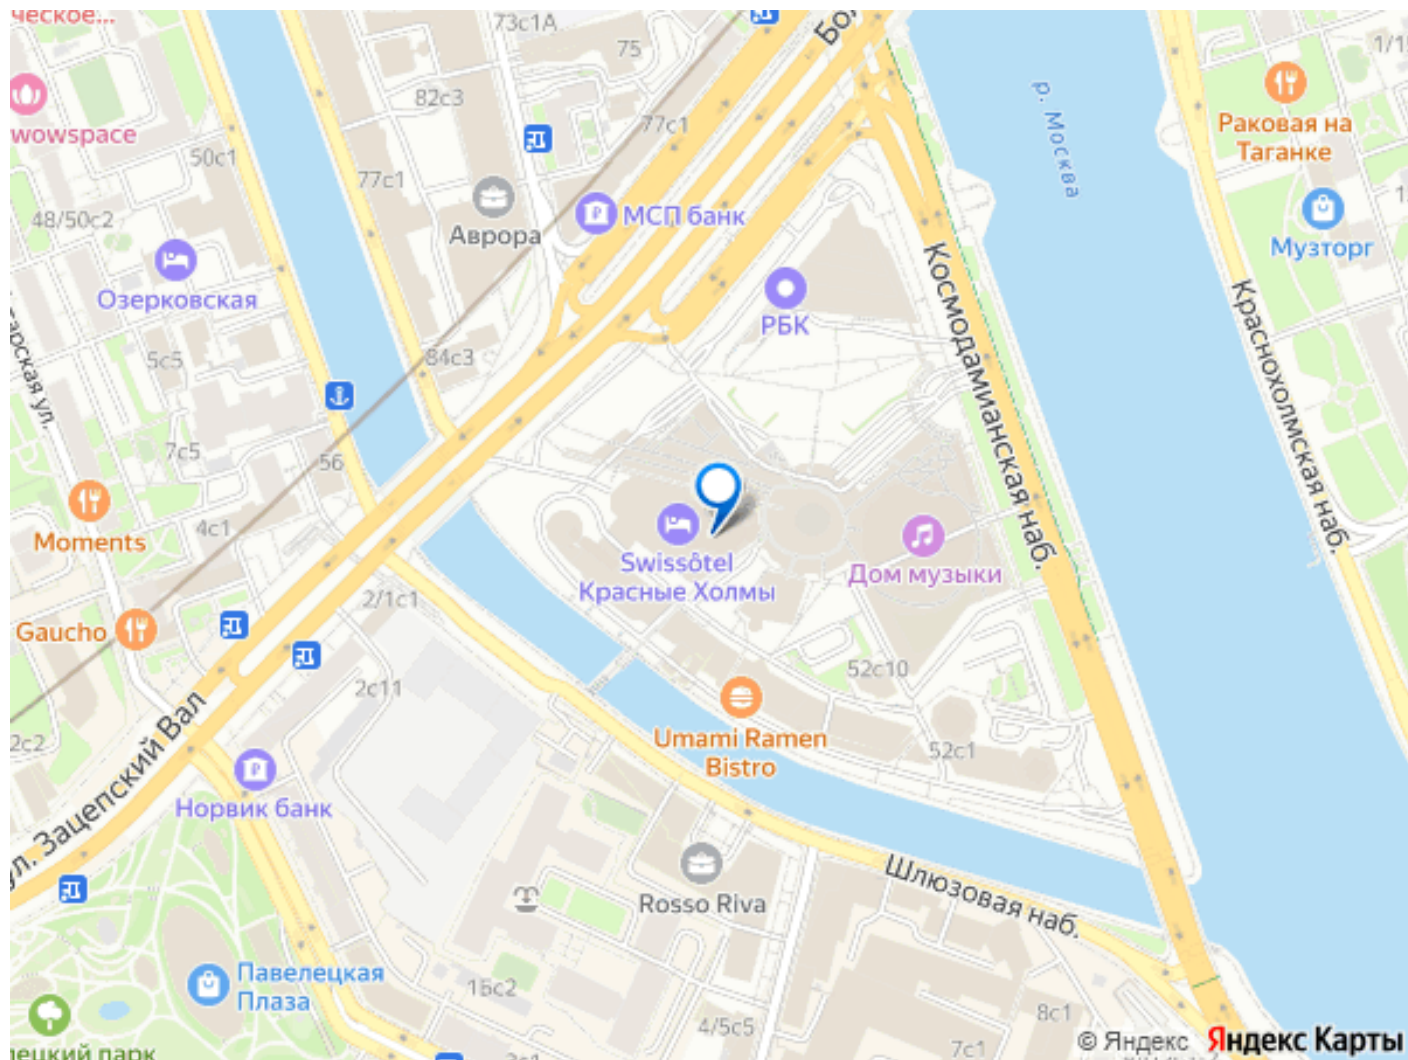 ческое...
73с1А
75
1/1
82с3
wowspace
77с1
р. Москва
Раковая на
Таганке
50с1
77с1
48/50с2
МСП банк
Аврора
Музторг
Озерковская
РБК
Космодамианская наб.
Краснохолмская наб.
5с5
84с3
7с5
56
4с1
Moments
Swissôtel
Красные Холмы
Дом музыки
2/1с1
Gaucho
52с10
2с11
Umami Ramen
Bistro
52с1
2с2
ул. Зацепский Вал
Норвик банк
Шлюзовая наб.
Rosso Riva
Павелецкая
Плаза
15с2
4/5с5
8с1
7с1
© Яндекс Яндекс Карты